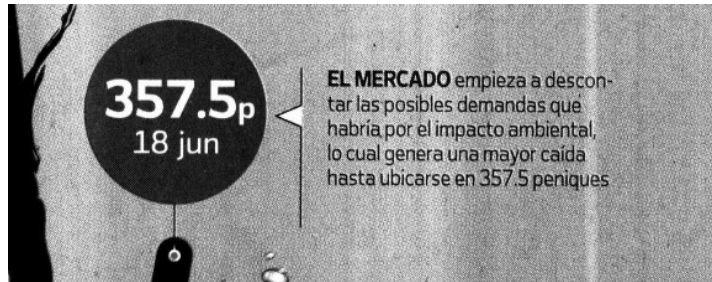 357.5p
18 jun
EL MERCADO empieza a descon-
tar las posibles demandas que
habría por el impacto ambiental,
lo cual genera una mayor caída
hasta ubicarse en 357.5 peniques